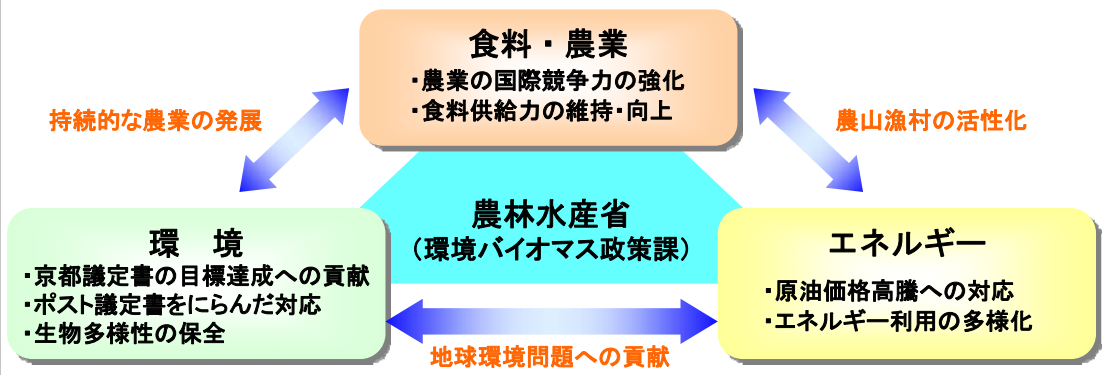 食料・農業
・農業の国際競争力の強化
・食料供給力の維持・向上
持続的な農業の発展
農山漁村の活性化
農林水産省
（環境バイオマス政策課）
環　境
・京都議定書の目標達成への貢献
・ポスト議定書をにらんだ対応
・生物多様性の保全
エネルギー
・原油価格高騰への対応
・エネルギー利用の多様化
地球環境問題への貢献